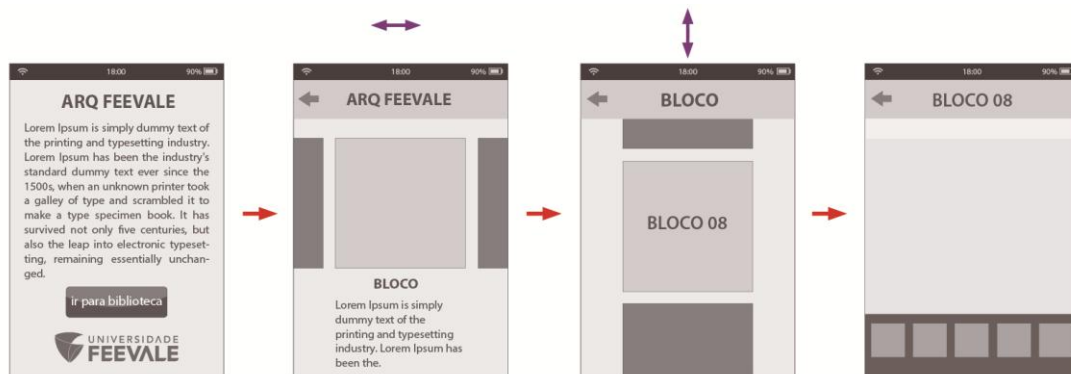 18:00 90%
ARQ FEEVALE
Lorem Ipsum is simply dummy text of
the printing and typesetting industry.
Lorem Ipsum has been the industry's
standard dummy text ever since the
1500s, when an unknown printer took
a galley of type and scrambled it to
make a type specimen book. It has
survived not only five centuries, but
also the leap into electronic typeset-
ting, remaining essentially unchan-
ged.
ir para biblioteca
UNIVERSIDADE
FEEVALE
18:00 90%
ARQ FEEVALE
BLOCO
Lorem Ipsum is simply
dummy text of the
printing and typesetting
industry. Lorem Ipsum has
been the.
18:00 90%
BLOCO
BLOCO 08
18:00 90%
BLOCO 08